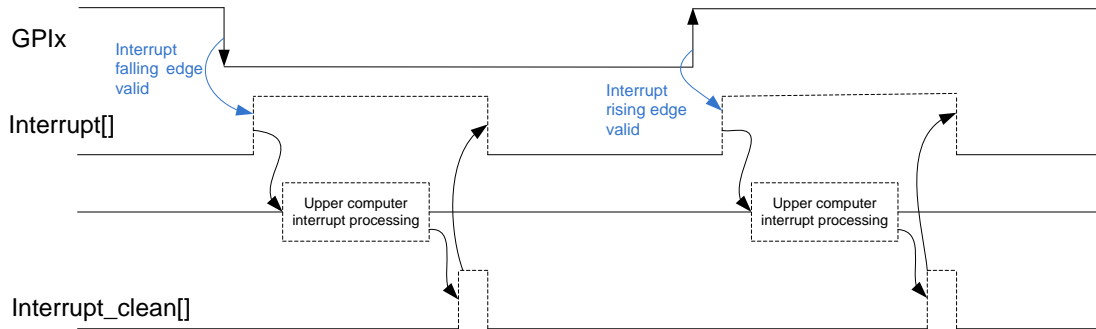 GPIx
Interrupt
falling edge
valid
Interrupt
rising edge
valid
Interrupt[]
Upper computer
interrupt processing
Upper computer
interrupt processing
Interrupt_clean[]